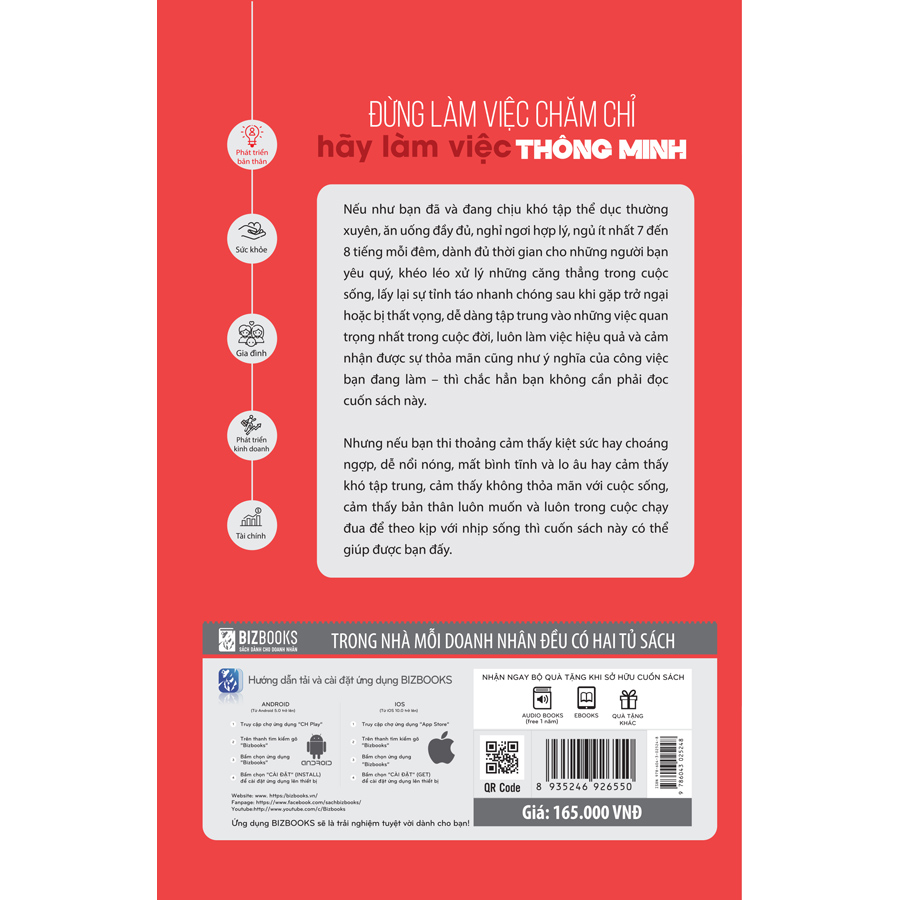 ĐỪNG LÀM VIỆC CHĂM CHỈ
hãy làm việc THÔNG MINH
Phát triển
bản thân
Sức khỏe
Gia đình
Phát triển
kinh doanh
Tài chính
Nếu như bạn đã và đang chịu khó tập thể dục thường
xuyên, ăn uống đầy đủ, nghỉ ngơi hợp lý, ngủ ít nhất 7 đến
8 tiếng mỗi đêm, dành đủ thời gian cho những người bạn
yêu quý, khéo léo xử lý những căng thẳng trong cuộc
sống, lấy lại sự tỉnh táo nhanh chóng sau khi gặp trở ngại
hoặc bị thất vọng, dễ dàng tập trung vào những việc quan
trọng nhất trong cuộc đời, luôn làm việc hiệu quả và cảm
nhận được sự thỏa mãn cũng như ý nghĩa của công việc
bạn đang làm – thì chắc hẳn bạn không cần phải đọc
cuốn sách này.
Nhưng nếu bạn thi thoảng cảm thấy kiệt sức hay choáng
ngợp, dễ nổi nóng, mất bình tĩnh và lo âu hay cảm thấy
khó tập trung, cảm thấy không thỏa mãn với cuộc sống,
cảm thấy bản thân luôn muốn và luôn trong cuộc chạy
đua để theo kịp với nhịp sống thì cuốn sách này có thể
giúp được bạn đấy.
BIZBOOKS
SÁCH DÀNH CHO DOANH NHÂN
TRONG NHÀ MỖI DOANH NHÂN ĐỀU CÓ HAI TỦ SÁCH
Hướng dẫn tải và cài đặt ứng dụng BIZBOOKS
ANDROID
(Từ Android 5.0 trở lên)
1 Truy cập chợ ứng dụng "CH Play"
2 Trên thanh tìm kiếm gõ
"Bizbooks"
3 Bấm chọn ứng dụng
"Bizbooks"
4 Bấm chọn "CÀI ĐẶT" (INSTALL)
để cài đặt ứng dụng lên thiết bị
ANDROID
IOS
(Từ iOS 10.0 trở lên)
1 Truy cập chợ ứng dụng "App Store"
2 Trên thanh tìm kiếm gõ
"Bizbooks"
3 Bấm chọn ứng dụng
"Bizbooks"
4 Bấm chọn "CÀI ĐẶT" (GET)
để cài đặt ứng dụng lên thiết bị
Website: www. https:/bizbooks.vn/
Fanpage: https://www.facebook.com/sachbizbooks/
Youtube:http://www.youtube.com/c/Bizbooks
Ứng dụng BIZBOOKS sẽ là trải nghiệm tuyệt vời dành cho bạn!
NHẬN NGAY BỘ QUÀ TẶNG KHI SỞ HỮU CUỐN SÁCH
AUDIO BOOKS
(free 1 năm)
EBOOKS
QUÀ TẶNG
KHÁC
QR Code
8 935246 926550
ISBN: 978-604-3-02524-8
9 786043 025248
Giá: 165.000 VNĐ